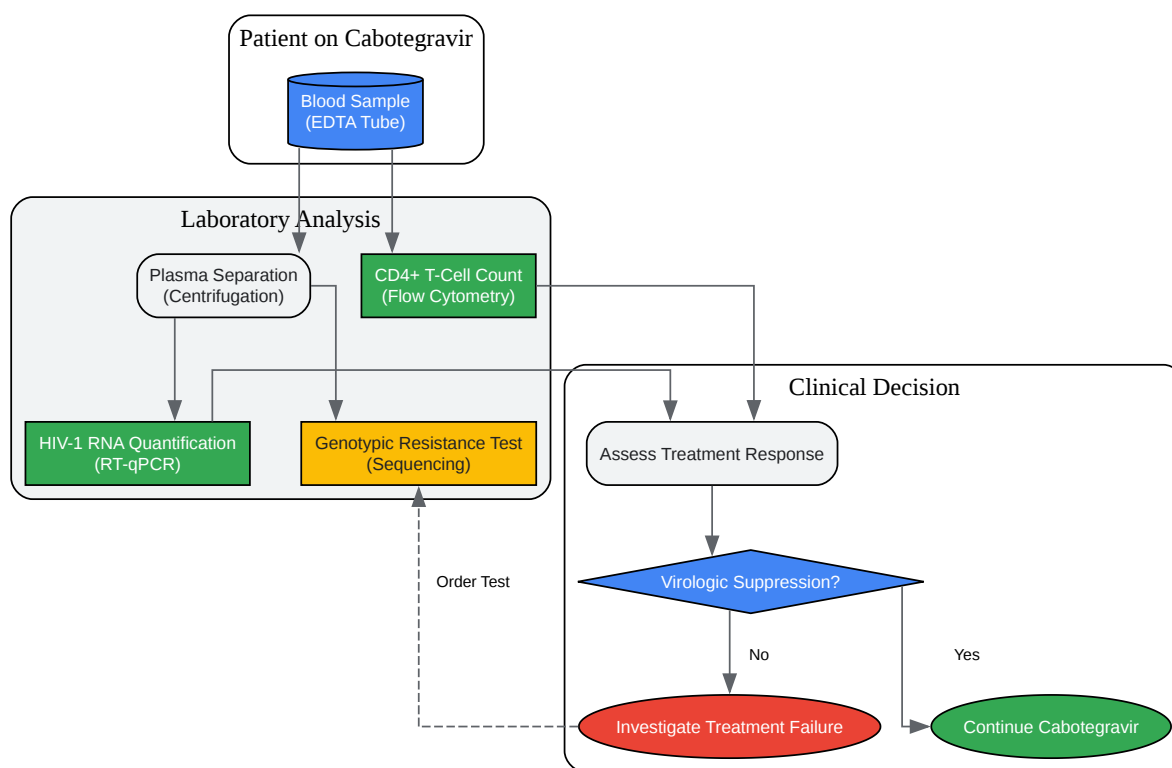 Patient on Cabotegravir
Blood Sample
(EDTA Tube)
Laboratory Analysis
Plasma Separation
(Centrifugation)
CD4+ T-Cell Count
(Flow Cytometry)
HIV-1 RNA Quantification
(RT-qPCR)
Genotypic Resistance Test
(Sequencing)
Clinical Decision
Assess Treatment Response
Virologic Suppression?
Order Test
No
Yes
Investigate Treatment Failure
Continue Cabotegravir